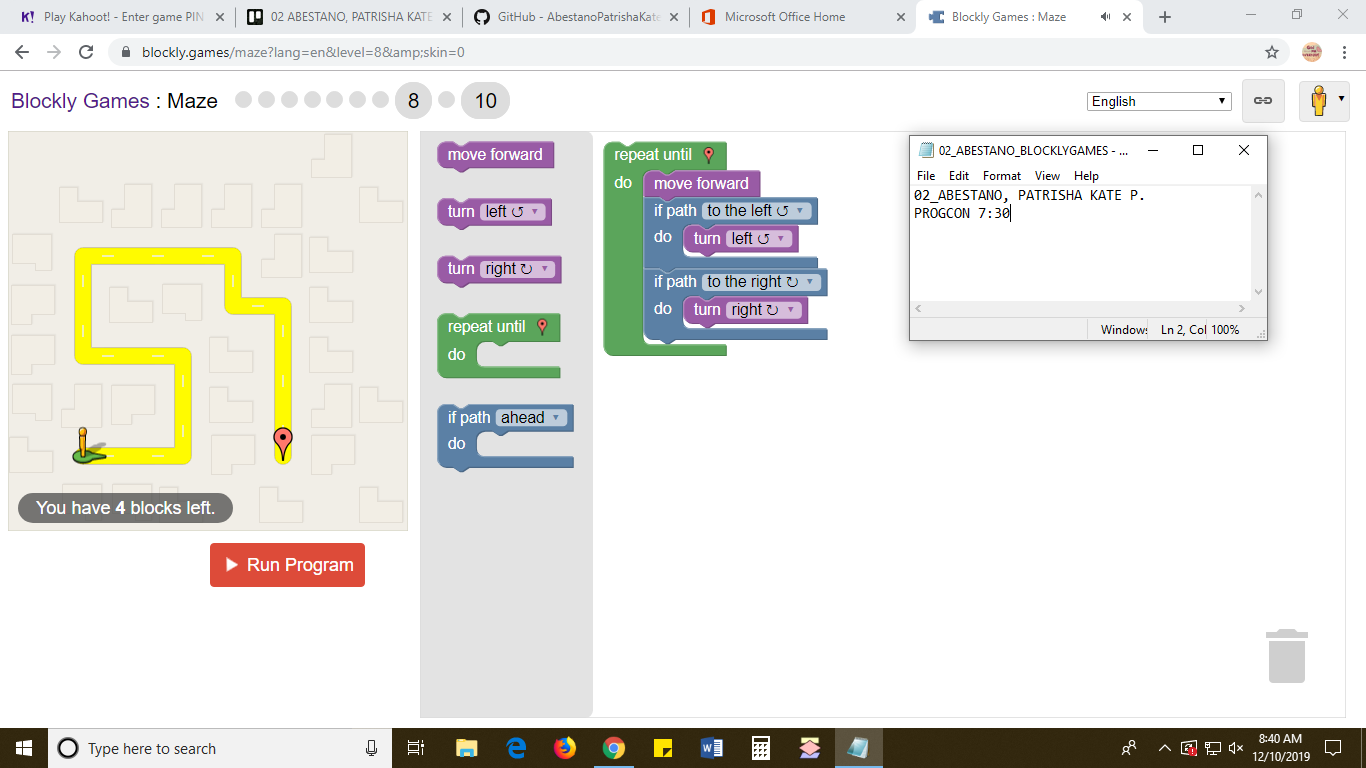 Play Kahoot! - Enter game PIN
02 ABESTANO, PATRISHA KATE
GitHub - AbestanoPatrishaKate
Microsoft Office Home
Blockly Games : Maze
blockly.games/maze?lang=en&level=8&amp;skin=0
Blockly Games : Maze
8
10
English
move forward
turn left ↺
turn right ↻
repeat until
do
if path ahead
do
repeat until
do
move forward
if path to the left ↺
do
turn left ↺
if path to the right ↻
do
turn right ↻
You have 4 blocks left.
Run Program
02_ABESTANO_BLOCKLYGAMES - ...
File Edit Format View Help
02_ABESTANO, PATRISHA KATE P.
PROGCON 7:30
Windows
Ln 2, Col
100%
Type here to search
8:40 AM
12/10/2019